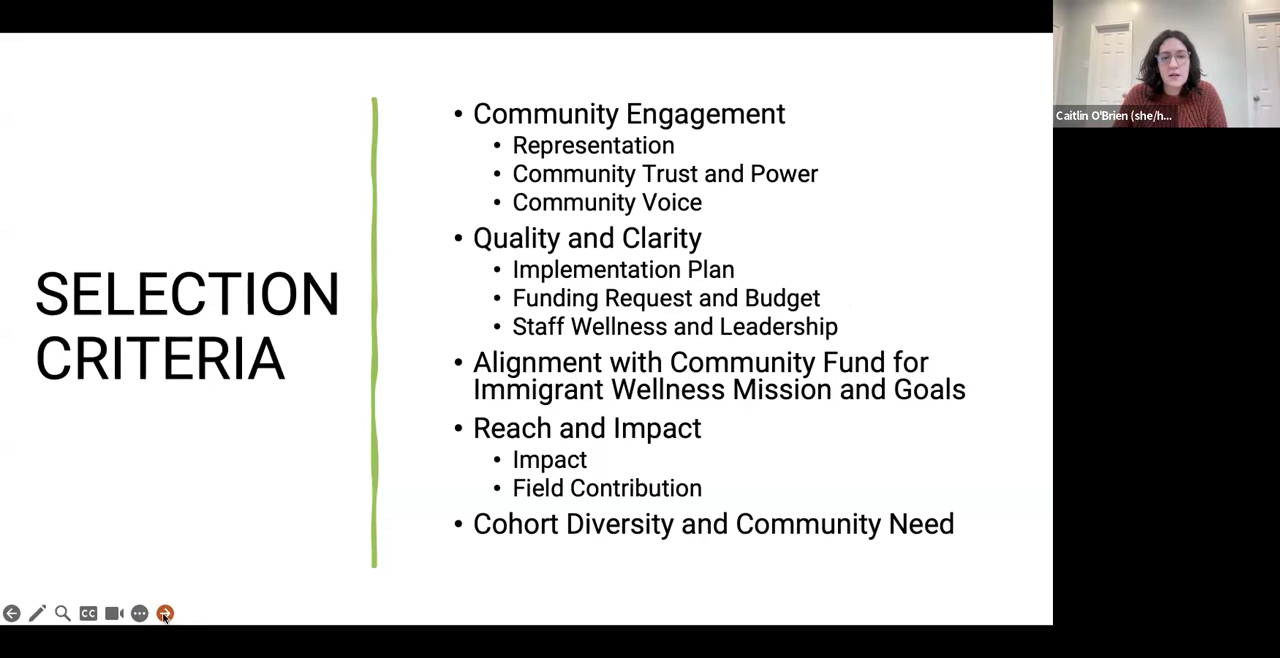 SELECTION
CRITERIA
• Community Engagement
• Representation
• Community Trust and Power
• Community Voice
• Quality and Clarity
• Implementation Plan
• Funding Request and Budget
• Staff Wellness and Leadership
• Alignment with Community Fund for
Immigrant Wellness Mission and Goals
• Reach and Impact
• Impact
• Field Contribution
• Cohort Diversity and Community Need
Caitlin O'Brien (she/h...
CC